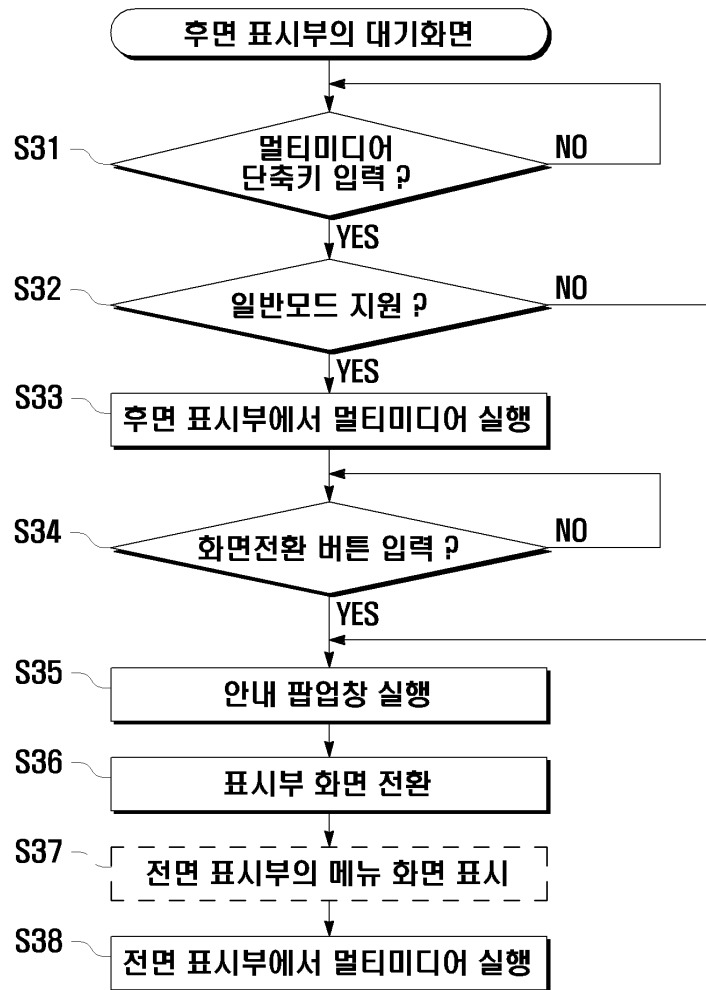 후면 표시부의 대기화면
S31
멀티미디어
단축키 입력 ?
NO
YES
S32
일반모드 지원 ?
NO
YES
S33
후면 표시부에서 멀티미디어 실행
S34
화면전환 버튼 입력 ?
NO
YES
S35
안내 팝업창 실행
S36
표시부 화면 전환
S37
전면 표시부의 메뉴 화면 표시
S38
전면 표시부에서 멀티미디어 실행